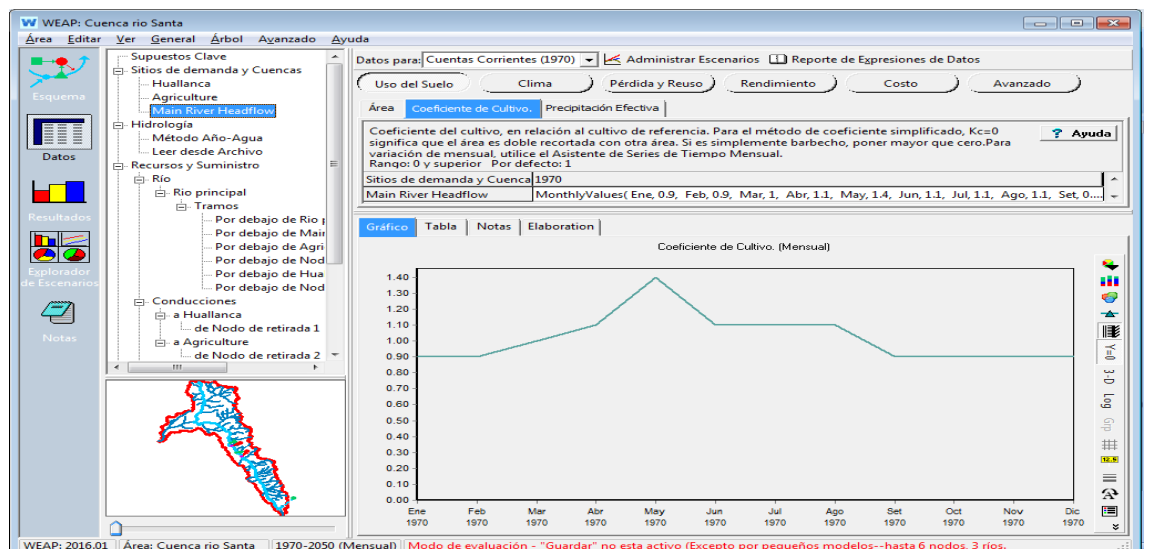 WEAP: Cuenca rio Santa
Área Editar Ver General Árbol Avanzado Ayuda
Esquema
Datos
Resultados
Explorador
de Escenarios
Notas
Supuestos Clave
Sitios de demanda y Cuencas
Huallanca
Agriculture
Main River Headflow
Hidrología
Método Año-Agua
Leer desde Archivo
Recursos y Suministro
Río
Rio principal
Tramos
Por debajo de Rio p
Por debajo de Main
Por debajo de Agri
Por debajo de Nod
Por debajo de Hua
Por debajo de Nod
Conducciones
a Huallanca
de Nodo de retirada 1
a Agriculture
de Nodo de retirada 2
Datos para: Cuentas Corrientes (1970) Administrar Escenarios Reporte de Expresiones de Datos
Uso del Suelo Clima Pérdida y Reuso Rendimiento Costo Avanzado
Área Coeficiente de Cultivo. Precipitación Efectiva
Coeficiente del cultivo, en relación al cultivo de referencia. Para el método de coeficiente simplificado, Kc=0
significa que el área es doble recortada con otra área. Si es simplemente barbecho, poner mayor que cero.Para
variación de mensual, utilice el Asistente de Series de Tiempo Mensual.
Rango: 0 y superior Por defecto: 1
? Ayuda
Sitios de demanda y Cuenca 1970
Main River Headflow MonthlyValues( Ene, 0.9, Feb, 0.9, Mar, 1, Abr, 1.1, May, 1.4, Jun, 1.1, Jul, 1.1, Ago, 1.1, Set, 0....
Gráfico Tabla Notas Elaboration
Coeficiente de Cultivo. (Mensual)
1.40
1.30
1.20
1.10
1.00
0.90
0.80
0.70
0.60
0.50
0.40
0.30
0.20
0.10
0.00
Ene Feb Mar Abr May Jun Jul Ago Set Oct Nov Dic
1970 1970 1970 1970 1970 1970 1970 1970 1970 1970 1970 1970
Y=0
3-D
Log
Grp
12.5
WEAP: 2016.01 Área: Cuenca rio Santa 1970-2050 (Mensual) Modo de evaluación - "Guardar" no esta activo (Excepto por pequeños modelos--hasta 6 nodos, 3 ríos,